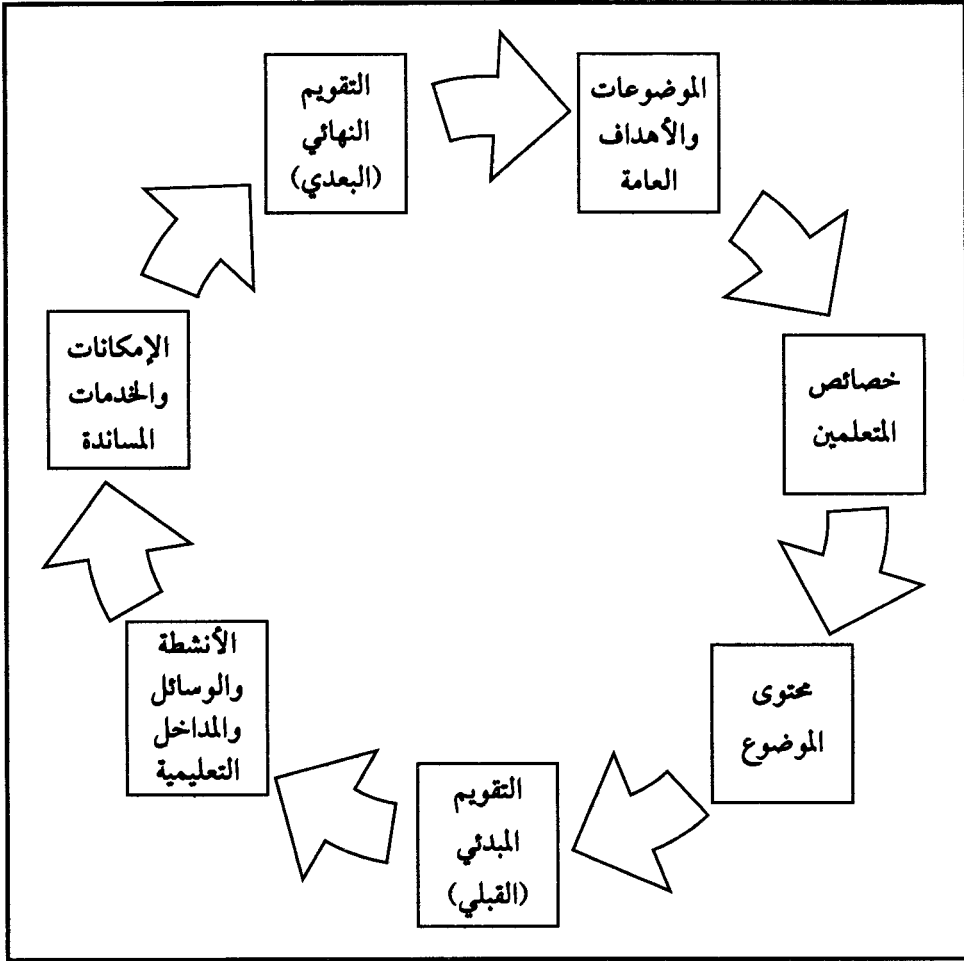 الموضوعات
والأهداف
العامة
خصائص
المتعلمين
محتوى
الموضوع
التقويم
المبدئي
(القبلي)
الأنشطة
والوسائل
والمداخل
التعليمية
الإمكانات
والخدمات
المساندة
التقويم
النهائي
(البعدي)